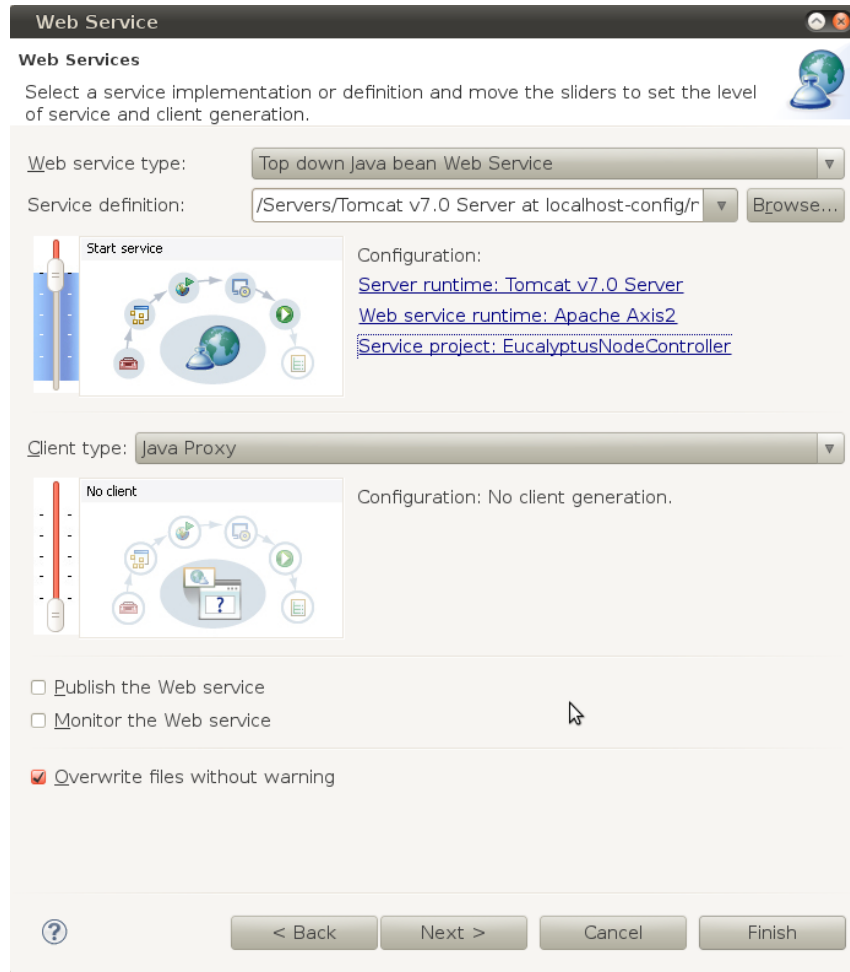 Web Service
Web Services
Select a service implementation or definition and move the sliders to set the level
of service and client generation.
Web service type: Top down Java bean Web Service
Service definition: /Servers/Tomcat v7.0 Server at localhost-config/r Browse...
Start service
Configuration:
Server runtime: Tomcat v7.0 Server
Web service runtime: Apache Axis2
Service project: EucalyptusNodeController
Client type: Java Proxy
No client
Configuration: No client generation.
?
Publish the Web service
Monitor the Web service
Overwrite files without warning
? < Back Next > Cancel Finish